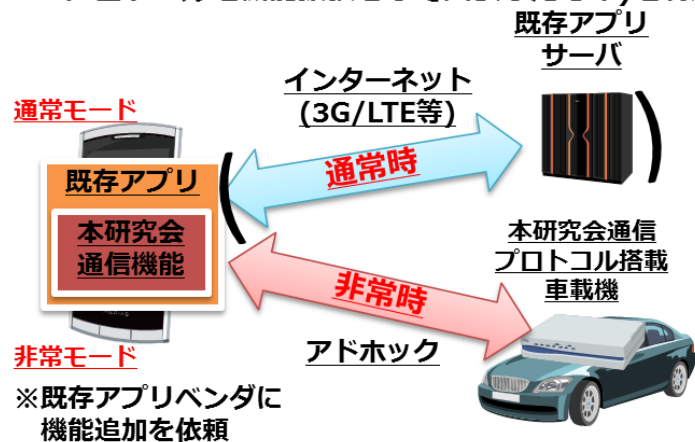 既存アプリ
サーバ
インターネット
(3G/LTE等)
通常モード
通常時
既存アプリ
本研究会
通信機能
本研究会通信
プロトコル搭載
車載機
非常時
非常モード
アドホック
※既存アプリベンダに
機能追加を依頼